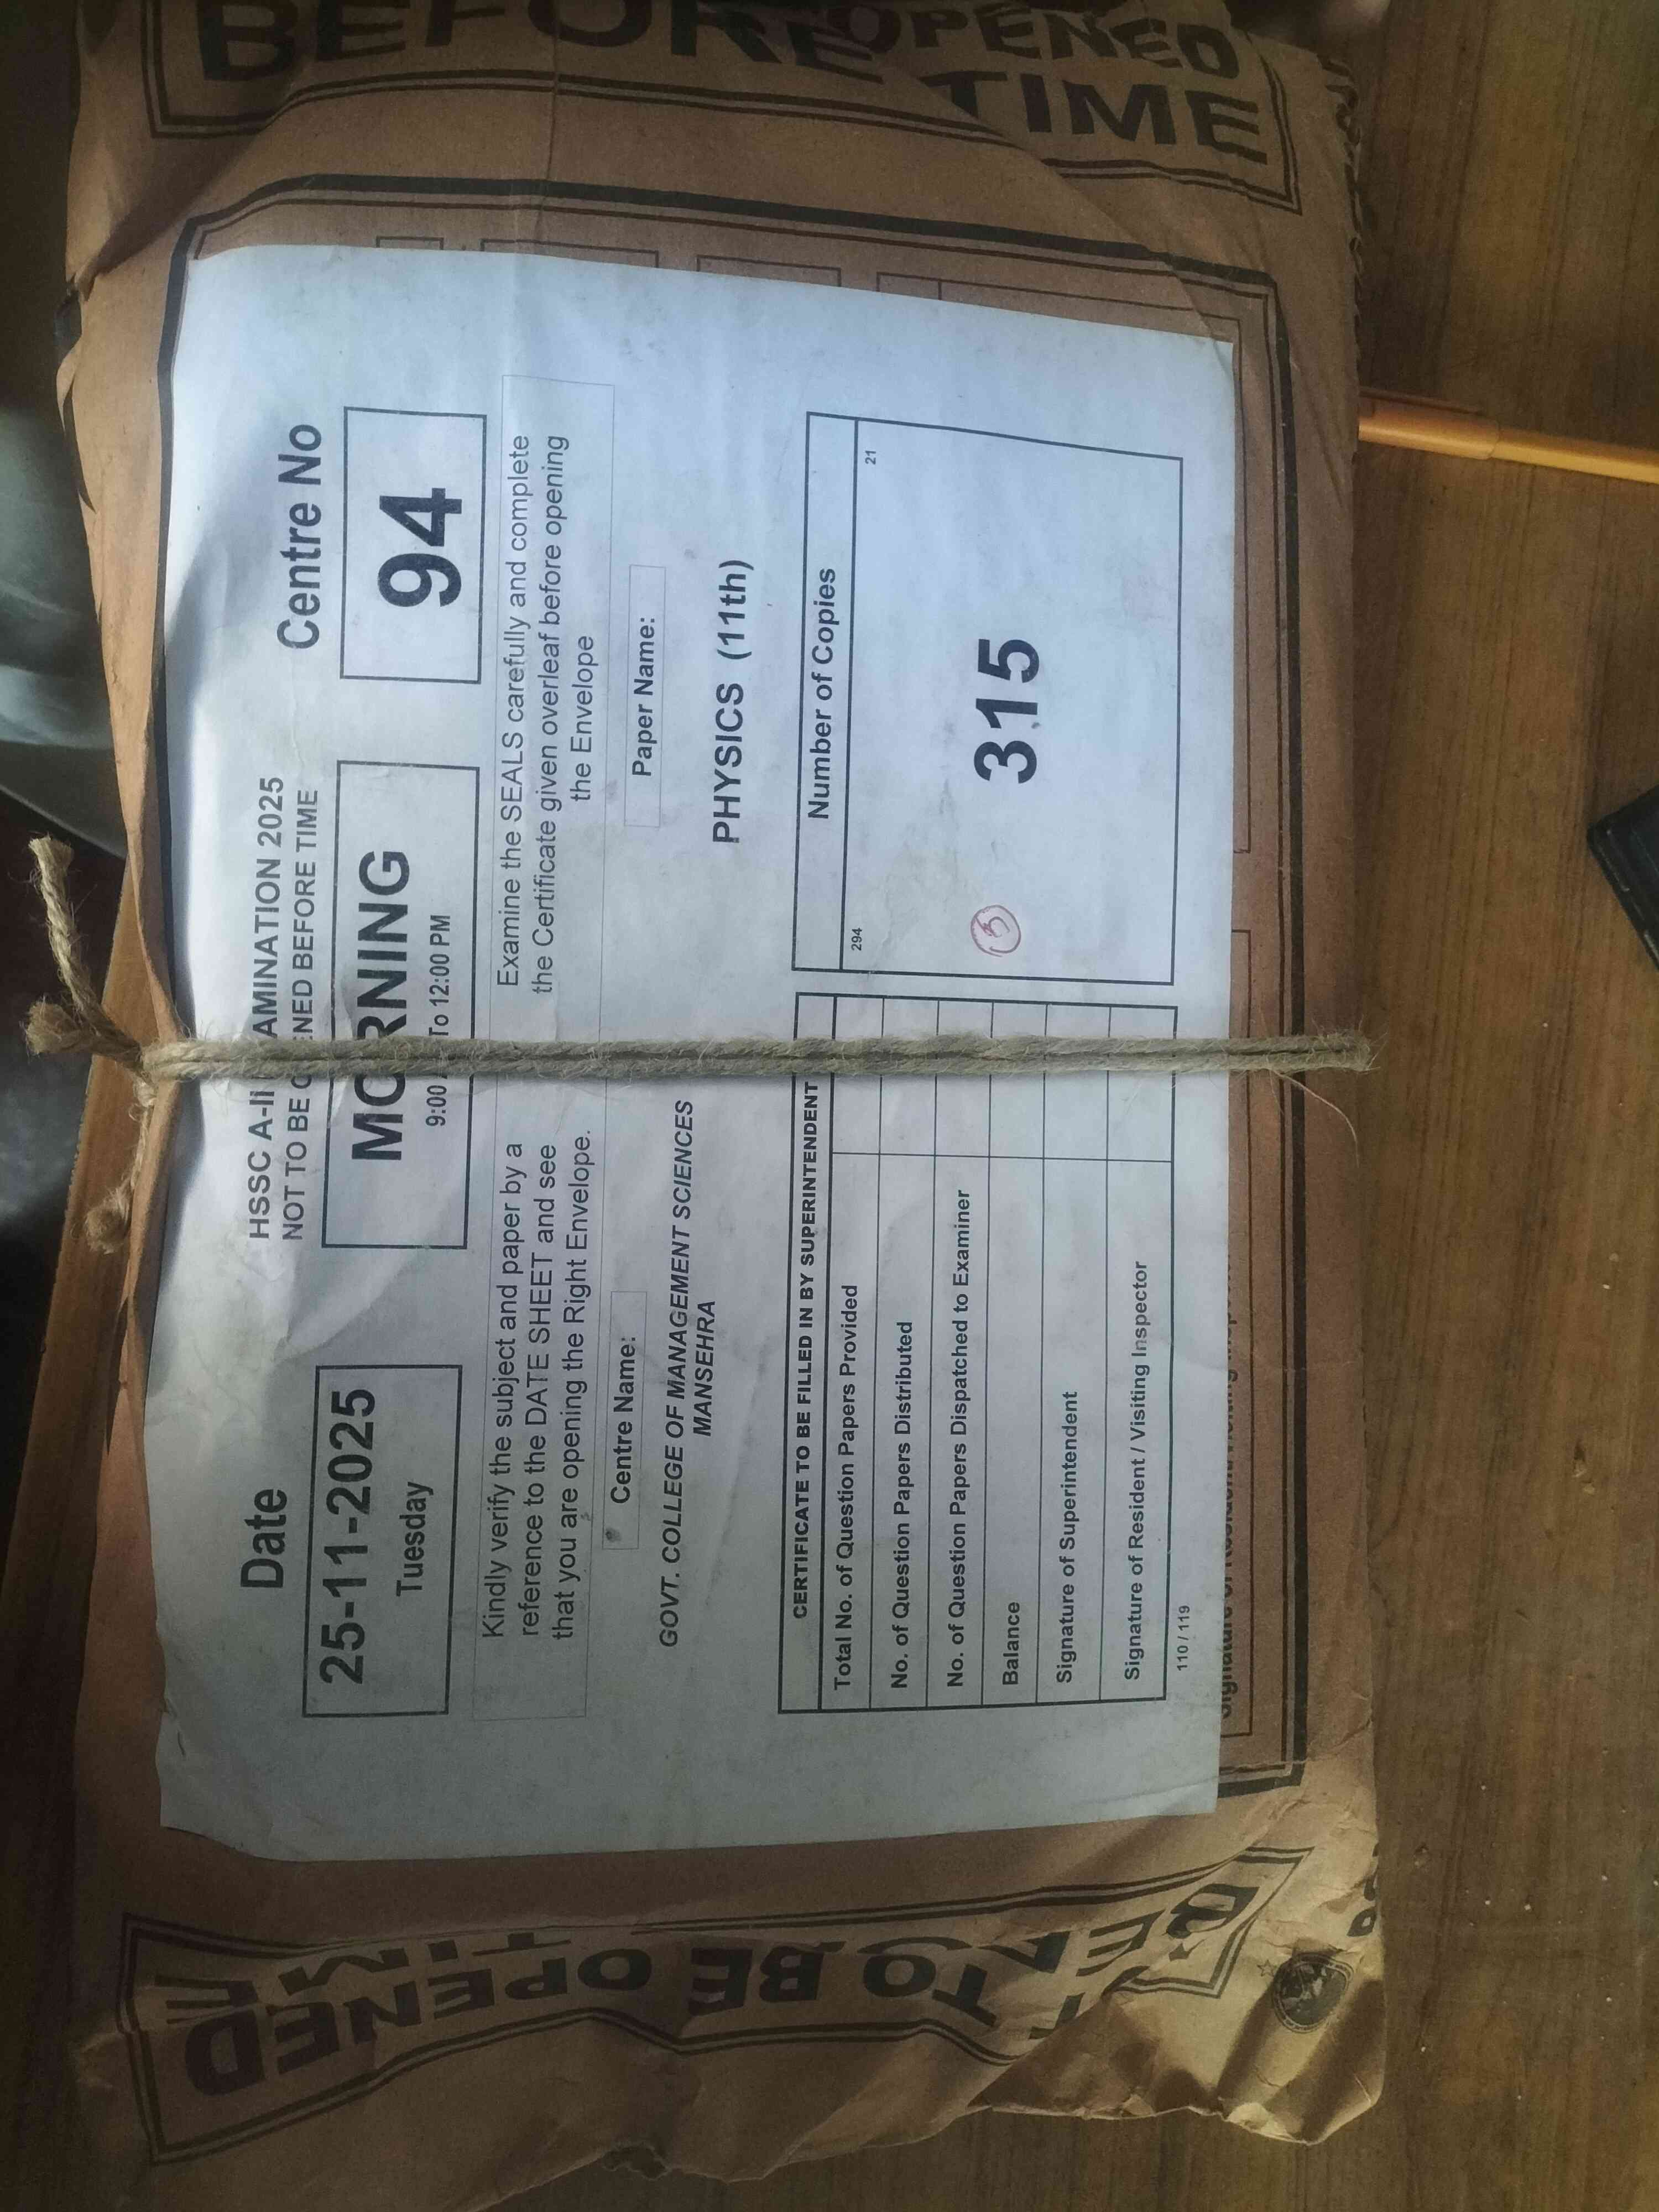 BEFORE OPENED
TIME
Date
25-11-2025
Tuesday
HSSC A-II AMINATION 2025
NOT TO BE O NED BEFORE TIME
MORNING
9:00 To 12:00 PM
Centre No
94
Kindly verify the subject and paper by a
reference to the DATE SHEET and see
that you are opening the Right Envelope.
Examine the SEALS carefully and complete
the Certificate given overleaf before opening
the Envelope
Centre Name:
GOVT. COLLEGE OF MANAGEMENT SCIENCES
MANSEHRA
Paper Name:
PHYSICS (11th)
CERTIFICATE TO BE FILLED IN BY SUPERINTENDENT
Total No. of Question Papers Provided
No. of Question Papers Distributed
No. of Question Papers Dispatched to Examiner
Balance
Signature of Superintendent
Signature of Resident / Visiting Inspector
110 / 119
Number of Copies
294 21
315
3
TO BE OPENED
TIME